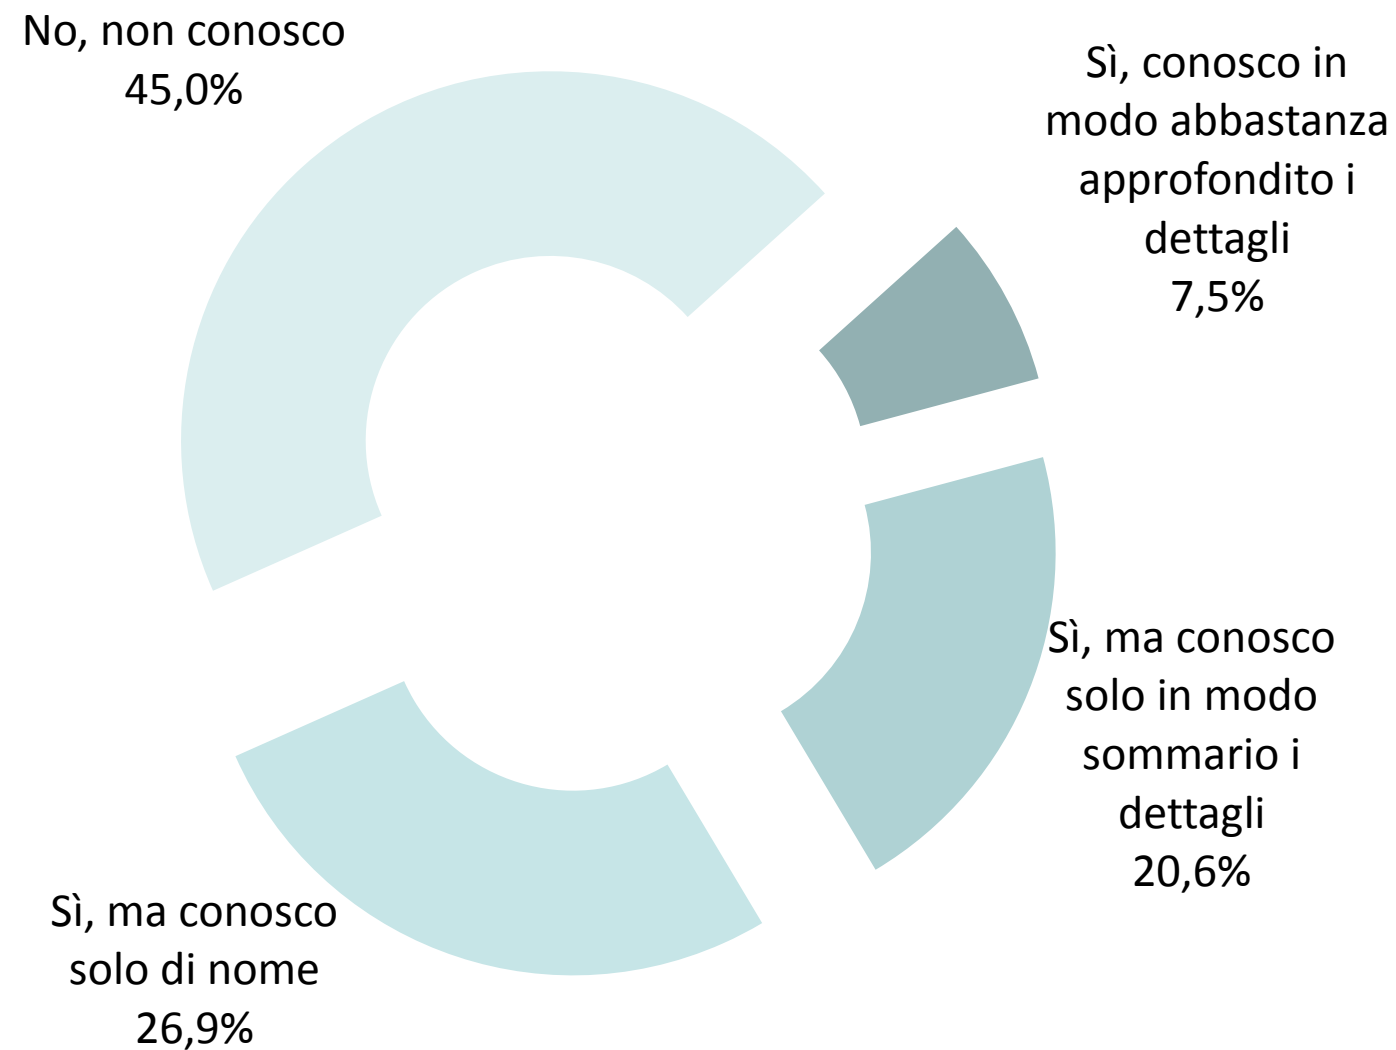 No, non conosco
45,0%
Sì, conosco in
modo abbastanza
approfondito i
dettagli
7,5%
Sì, ma conosco
solo in modo
sommario i
dettagli
20,6%
Sì, ma conosco
solo di nome
26,9%